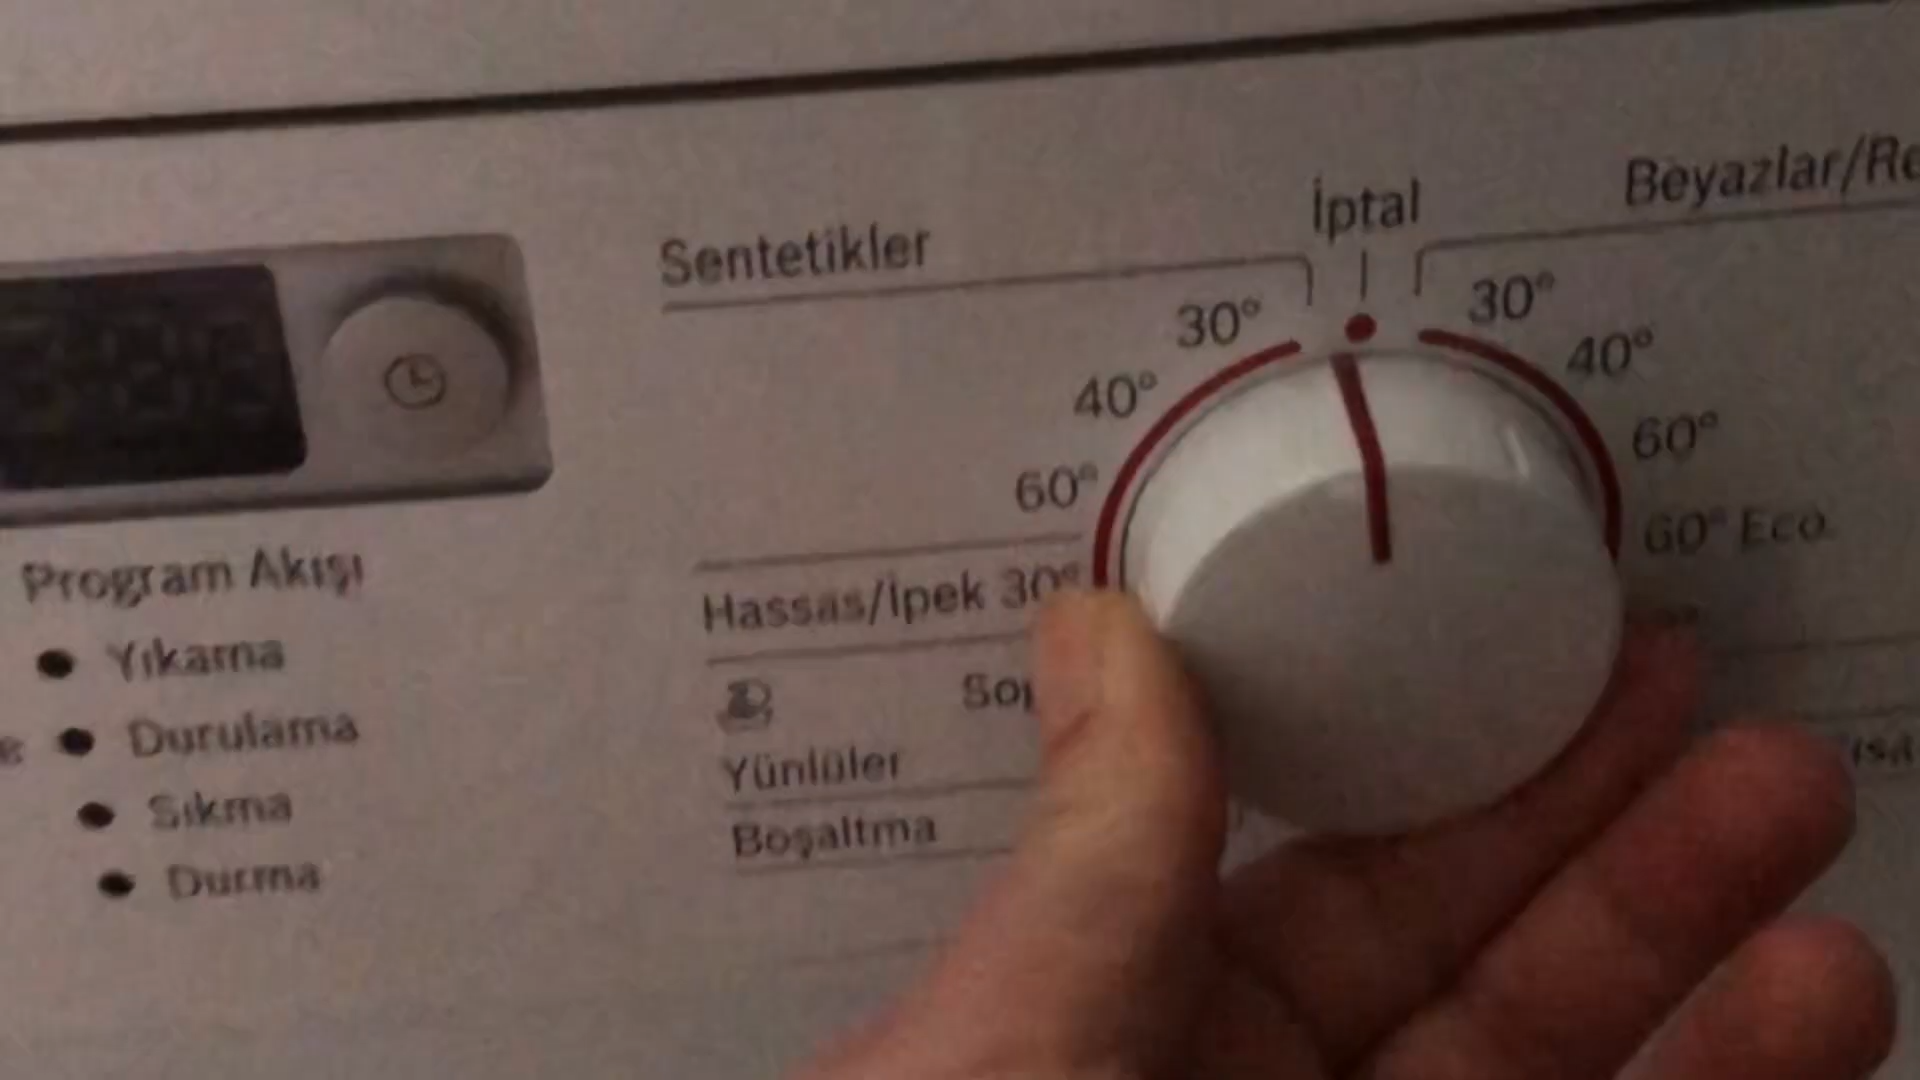 İptal
Beyazlar/Re
Sentetikler
30°
30°
40°
40°
60°
60°
60° Eco
Hassas/İpek 30°
Yünlüler
Boşaltma
Program Akışı
Yıkama
Durulama
Sıkma
Durma